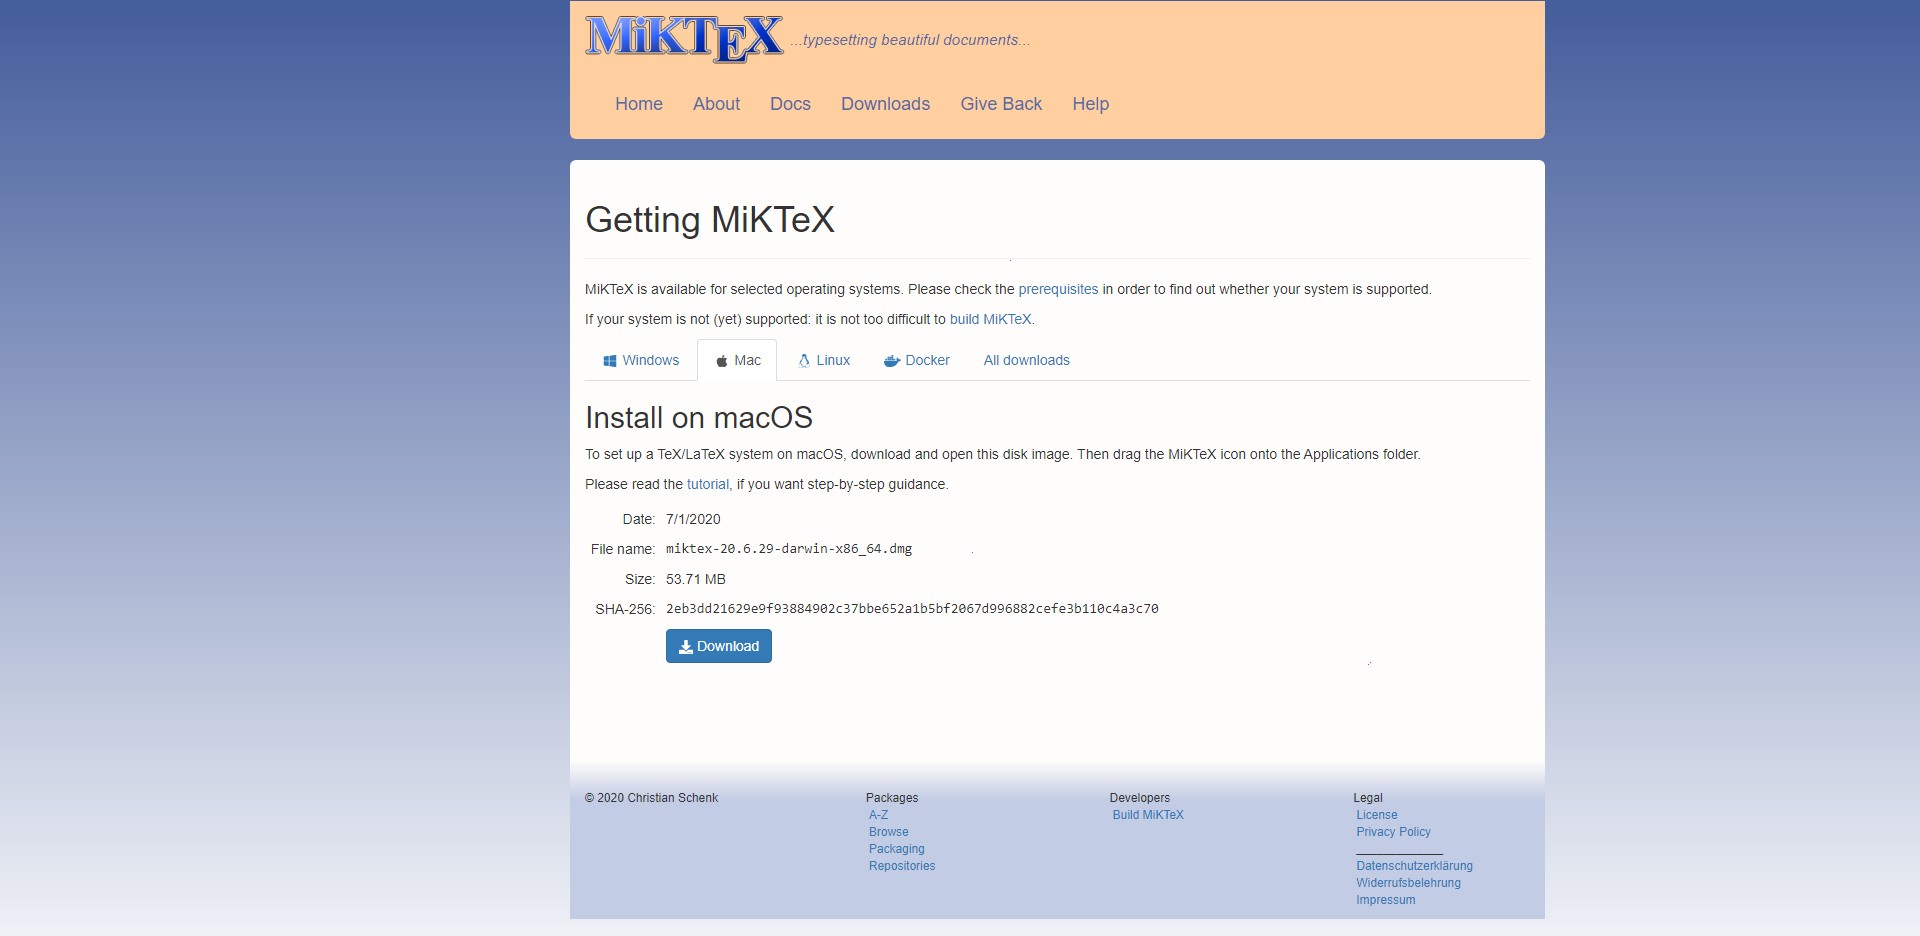 MiKTEX ...typesetting beautiful documents...
Home About Docs Downloads Give Back Help
Getting MiKTeX
MiKTeX is available for selected operating systems. Please check the prerequisites in order to find out whether your system is supported.
If your system is not (yet) supported: it is not too difficult to build MiKTeX.
Windows Mac Linux Docker All downloads
Install on macOS
To set up a TeX/LaTeX system on macOS, download and open this disk image. Then drag the MiKTeX icon onto the Applications folder.
Please read the tutorial, if you want step-by-step guidance.
Date: 7/1/2020
File name: miktex-20.6.29-darwin-x86_64.dmg
Size: 53.71 MB
SHA-256: 2eb3dd21629e9f93884902c37bbe652a1b5bf2067d996882cefe3b110c4a3c70
Download
© 2020 Christian Schenk
Packages
A-Z
Browse
Packaging
Repositories
Developers
Build MiKTeX
Legal
License
Privacy Policy
Datenschutzerklärung
Widerrufsbelehrung
Impressum